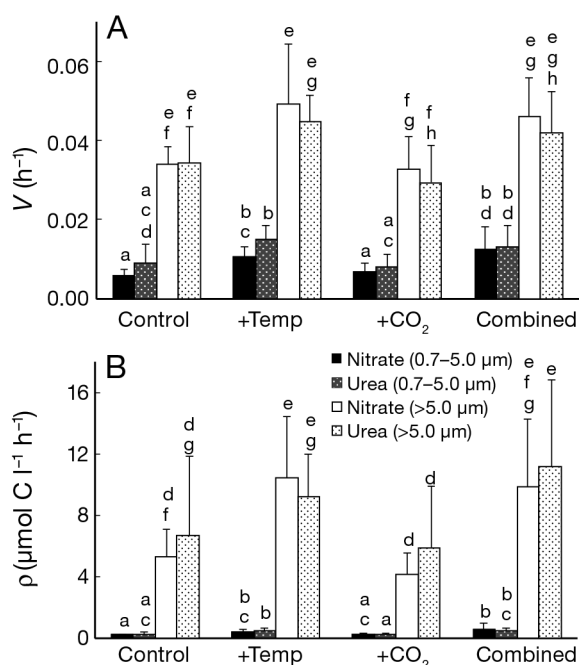 A
V (h⁻¹)
0.06
0.04
0.02
0.00
a
a
c
d
e
f
e
f
b
c
b
e
e
g
a
a
c
f
g
f
h
b
d
b
d
e
g
e
g
h
Control
+Temp
+CO₂
Combined
B
ρ (µmol C l⁻¹ h⁻¹)
16
12
8
4
0
Nitrate (0.7–5.0 µm)
Urea (0.7–5.0 µm)
Nitrate (>5.0 µm)
Urea (>5.0 µm)
a
a
c
d
f
d
g
b
c
b
e
e
g
a
c
a
d
d
b
b
c
e
f
g
e
Control
+Temp
+CO₂
Combined